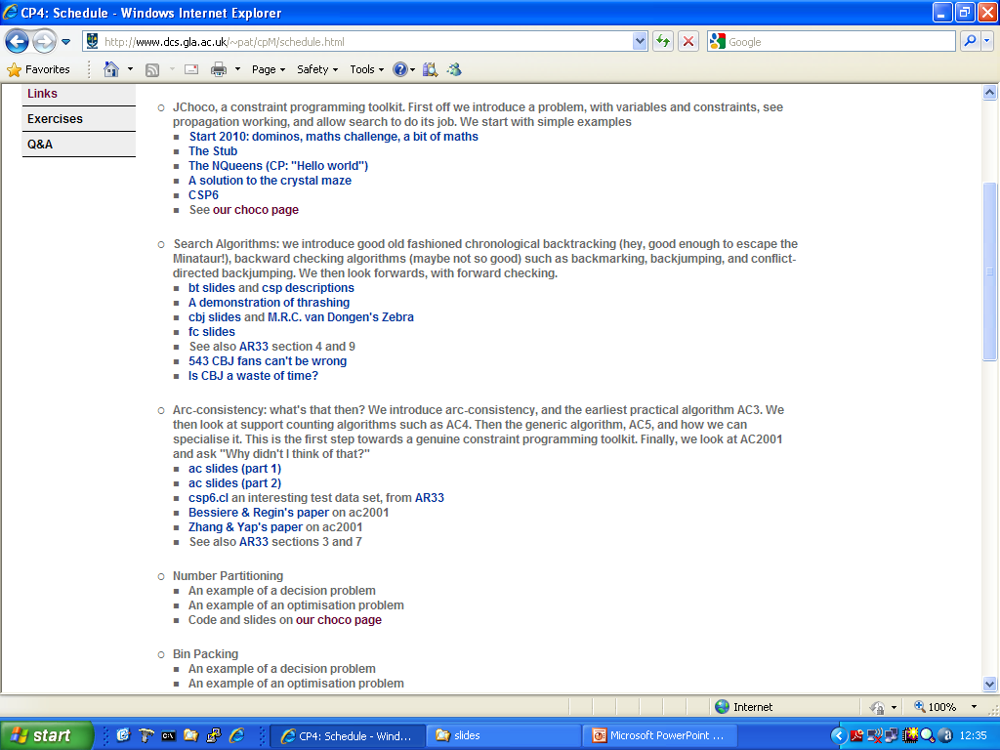 CP4: Schedule - Windows Internet Explorer
http://www.dcs.gla.ac.uk/~pat/cpM/schedule.html
Google
Favorites
Page
Safety
Tools
Links
Exercises
Q&A
JChoco, a constraint programming toolkit. First off we introduce a problem, with variables and constraints, see
propagation working, and allow search to do its job. We start with simple examples
Start 2010: dominos, maths challenge, a bit of maths
The Stub
The NQueens (CP: "Hello world")
A solution to the crystal maze
CSP6
See our choco page
Search Algorithms: we introduce good old fashioned chronological backtracking (hey, good enough to escape the
Minataur!), backward checking algorithms (maybe not so good) such as backmarking, backjumping, and conflict-
directed backjumping. We then look forwards, with forward checking.
bt slides and csp descriptions
A demonstration of thrashing
cbj slides and M.R.C. van Dongen's Zebra
fc slides
See also AR33 section 4 and 9
543 CBJ fans can't be wrong
Is CBJ a waste of time?
Arc-consistency: what's that then? We introduce arc-consistency, and the earliest practical algorithm AC3. We
then look at support counting algorithms such as AC4. Then the generic algorithm, AC5, and how we can
specialise it. This is the first step towards a genuine constraint programming toolkit. Finally, we look at AC2001
and ask "Why didn't I think of that?"
ac slides (part 1)
ac slides (part 2)
csp6.cl an interesting test data set, from AR33
Bessiere & Regin's paper on ac2001
Zhang & Yap's paper on ac2001
See also AR33 sections 3 and 7
Number Partitioning
An example of a decision problem
An example of an optimisation problem
Code and slides on our choco page
Bin Packing
An example of a decision problem
An example of an optimisation problem
Internet
100%
start
CP4: Schedule - Wind...
slides
Microsoft PowerPoint ...
12:35